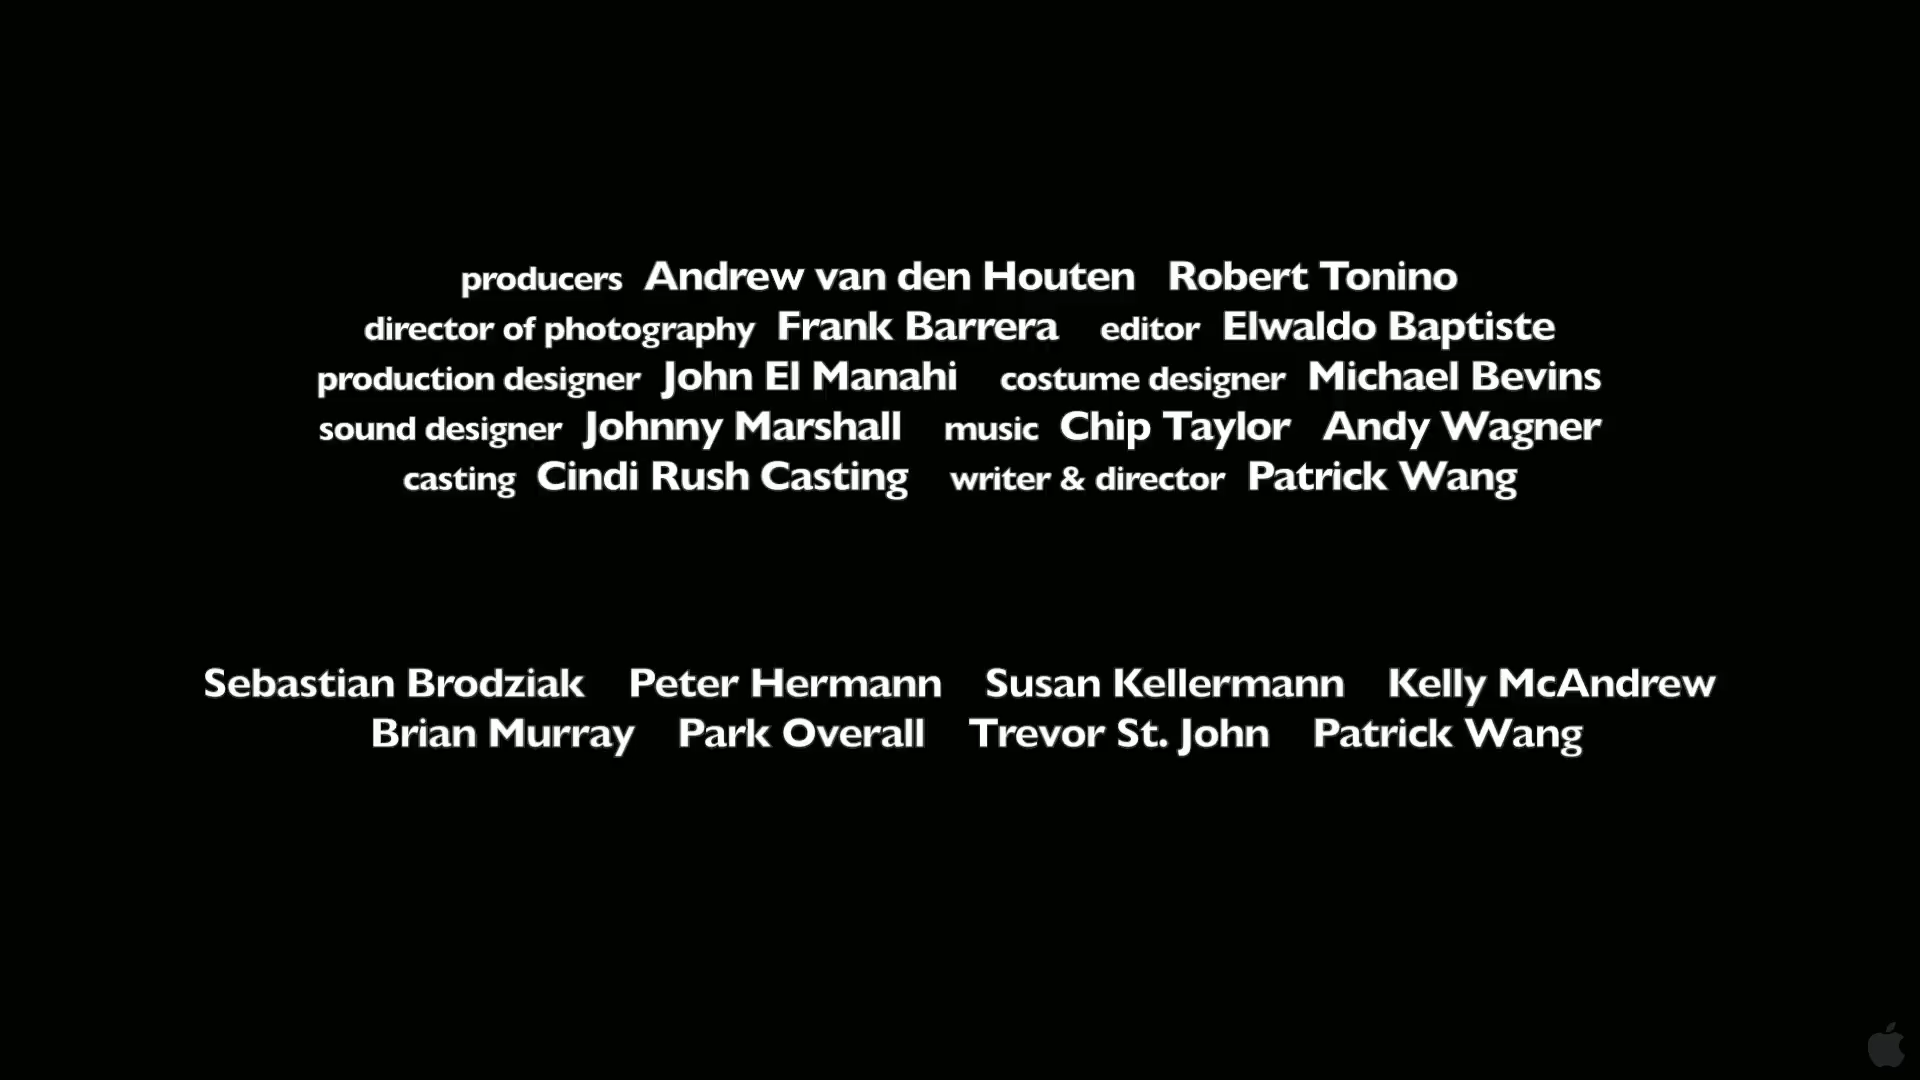 producers Andrew van den Houten Robert Tonino
director of photography Frank Barrera editor Elwaldo Baptiste
production designer John El Manahi costume designer Michael Bevins
sound designer Johnny Marshall music Chip Taylor Andy Wagner
casting Cindi Rush Casting writer & director Patrick Wang
Sebastian Brodziak Peter Hermann Susan Kellermann Kelly McAndrew
Brian Murray Park Overall Trevor St. John Patrick Wang